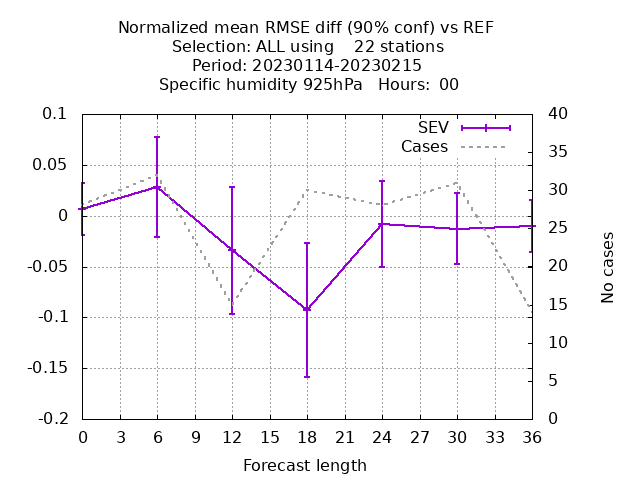 Normalized mean RMSE diff (90% conf) vs REF
Selection: ALL using    22 stations
Period: 20230114-20230215
Specific humidity 925hPa   Hours:  00
SEV
Cases
0.1
0.05
0
-0.05
-0.1
-0.15
-0.2
40
35
30
25
20
15
10
5
0
No cases
0 3 6 9 12 15 18 21 24 27 30 33 36
Forecast length